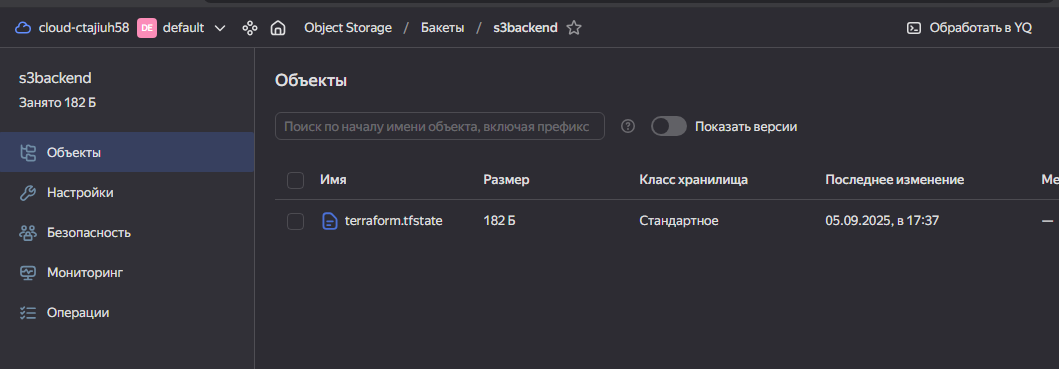 cloud-ctajiuh58 DE default Object Storage / Бакеты / s3backend Обработать в YQ
s3backend
Занято 182 Б
Объекты
Настройки
Безопасность
Мониторинг
Операции
Объекты
Поиск по началу имени объекта, включая префикс ? Показать версии
Имя Размер Класс хранилища Последнее изменение Ме
terraform.tfstate 182 Б Стандартное 05.09.2025, в 17:37 —